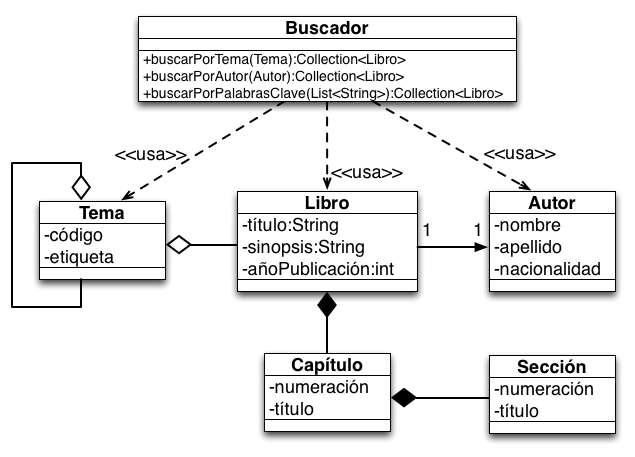 Buscador
+buscarPorTema(Tema):Collection<Libro>
+buscarPorAutor(Autor):Collection<Libro>
+buscarPorPalabrasClave(List<String>):Collection<Libro>
<<usa>>
<<usa>>
<<usa>>
Tema
-código
-etiqueta
Libro
-título:String
-sinopsis:String
-añoPublicación:int
1
1
Autor
-nombre
-apellido
-nacionalidad
Capítulo
-numeración
-título
Sección
-numeración
-título